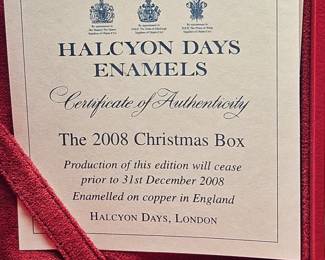 HALCYON DAYS
ENAMELS
Certificate of Authenticity
The 2008 Christmas Box
Production of this edition will cease
prior to 31st December 2008
Enamelled on copper in England
HALCYON DAYS, LONDON